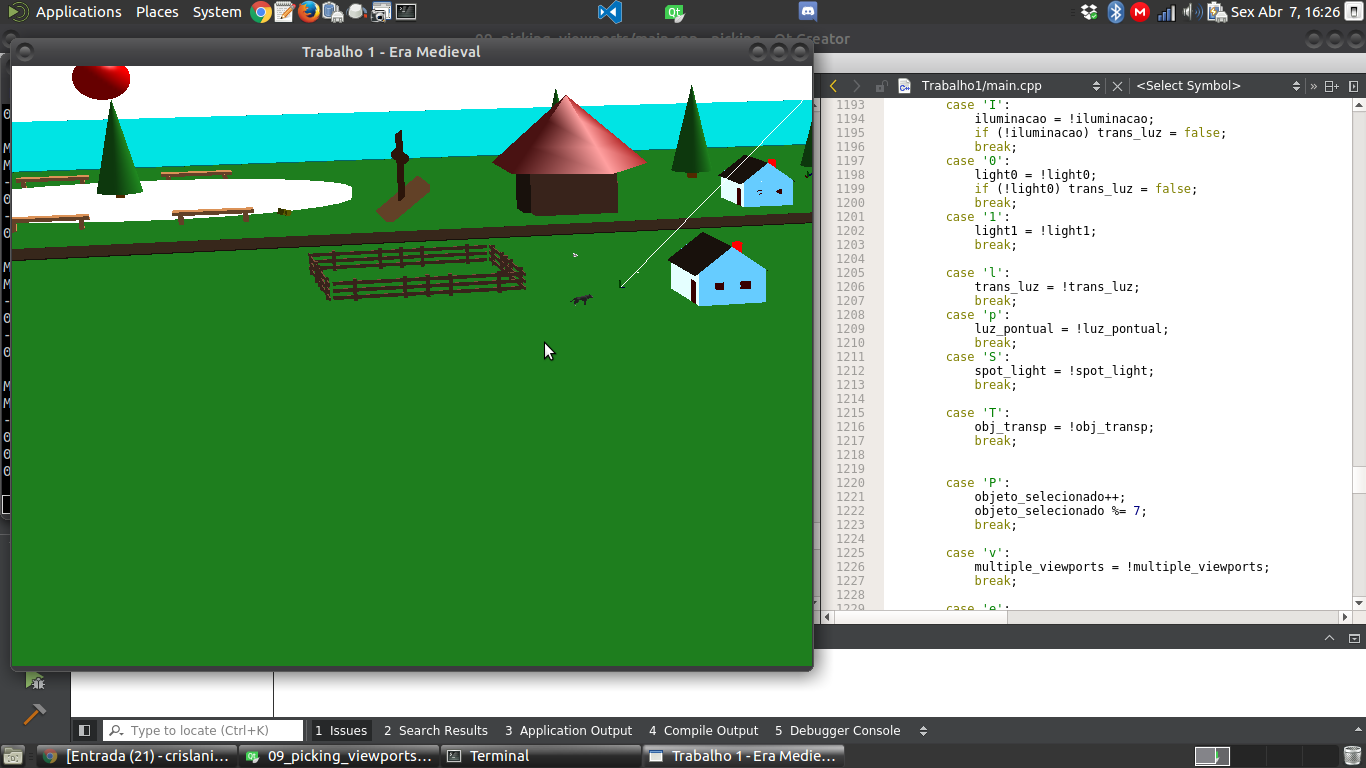 Applications Places System
Sex Abr 7, 16:26
Qt Creator
Trabalho 1 - Era Medieval
Trabalho1/main.cpp
<Select Symbol>
1193 case 'I':
1194 iluminacao = !iluminacao;
1195 if (!iluminacao) trans_luz = false;
1196 break;
1197 case '0':
1198 light0 = !light0;
1199 if (!light0) trans_luz = false;
1200 break;
1201 case '1':
1202 light1 = !light1;
1203 break;
1204
1205 case 'l':
1206 trans_luz = !trans_luz;
1207 break;
1208 case 'p':
1209 luz_pontual = !luz_pontual;
1210 break;
1211 case 'S':
1212 spot_light = !spot_light;
1213 break;
1214
1215 case 'T':
1216 obj_transp = !obj_transp;
1217 break;
1218
1219
1220 case 'P':
1221 objeto_selecionado++;
1222 objeto_selecionado %= 7;
1223 break;
1224
1225 case 'v':
1226 multiple_viewports = !multiple_viewports;
1227 break;
1228
1229 case 'e':
Type to locate (Ctrl+K)
1 Issues 2 Search Results 3 Application Output 4 Compile Output 5 Debugger Console
[Entrada (21) - crislani...
09_picking_viewports...
Terminal
Trabalho 1 - Era Medie...